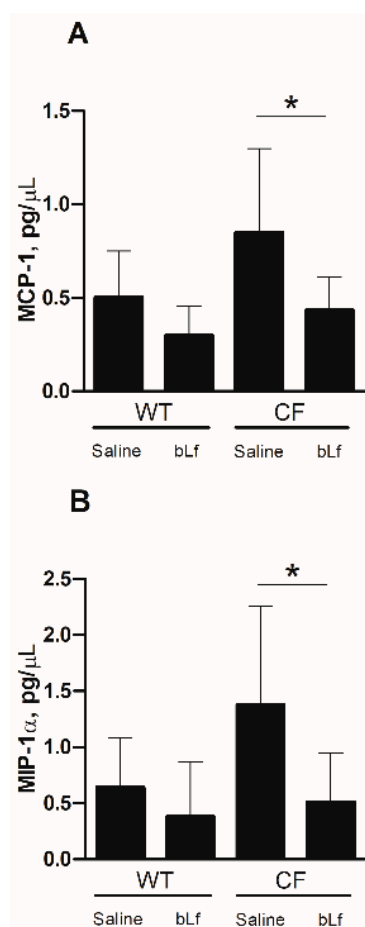 A
MCP-1, pg/μL
1.5
1.0
0.5
0.0
*
WT CF
Saline bLf Saline bLf
B
MIP-1α, pg/μL
2.5
2.0
1.5
1.0
0.5
0.0
*
WT CF
Saline bLf Saline bLf